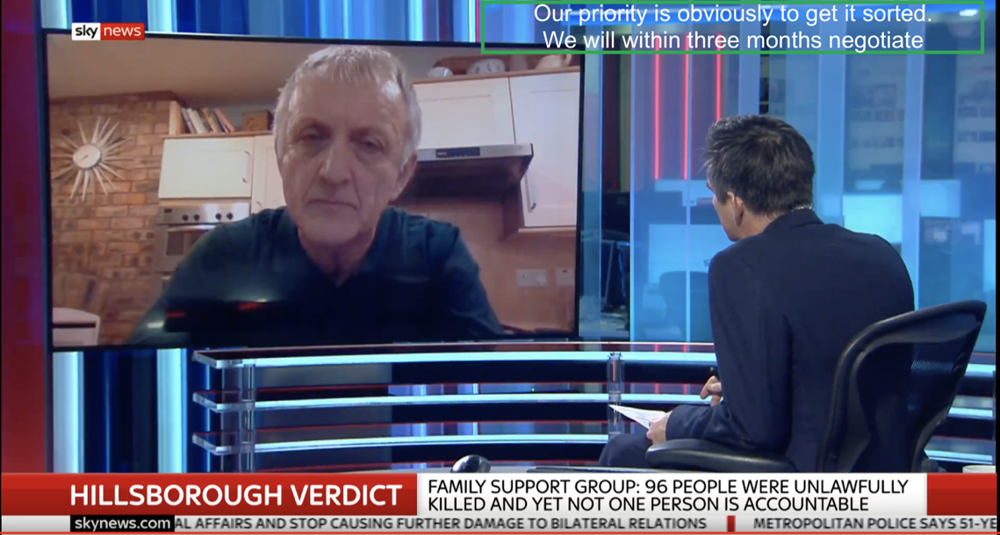 Our priority is obviously to get it sorted.
We will within three months negotiate
sky news
HILLSBOROUGH VERDICT
FAMILY SUPPORT GROUP: 96 PEOPLE WERE UNLAWFULLY
KILLED AND YET NOT ONE PERSON IS ACCOUNTABLE
skynews.com AL AFFAIRS AND STOP CAUSING FURTHER DAMAGE TO BILATERAL RELATIONS METROPOLITAN POLICE SAYS 51-YE